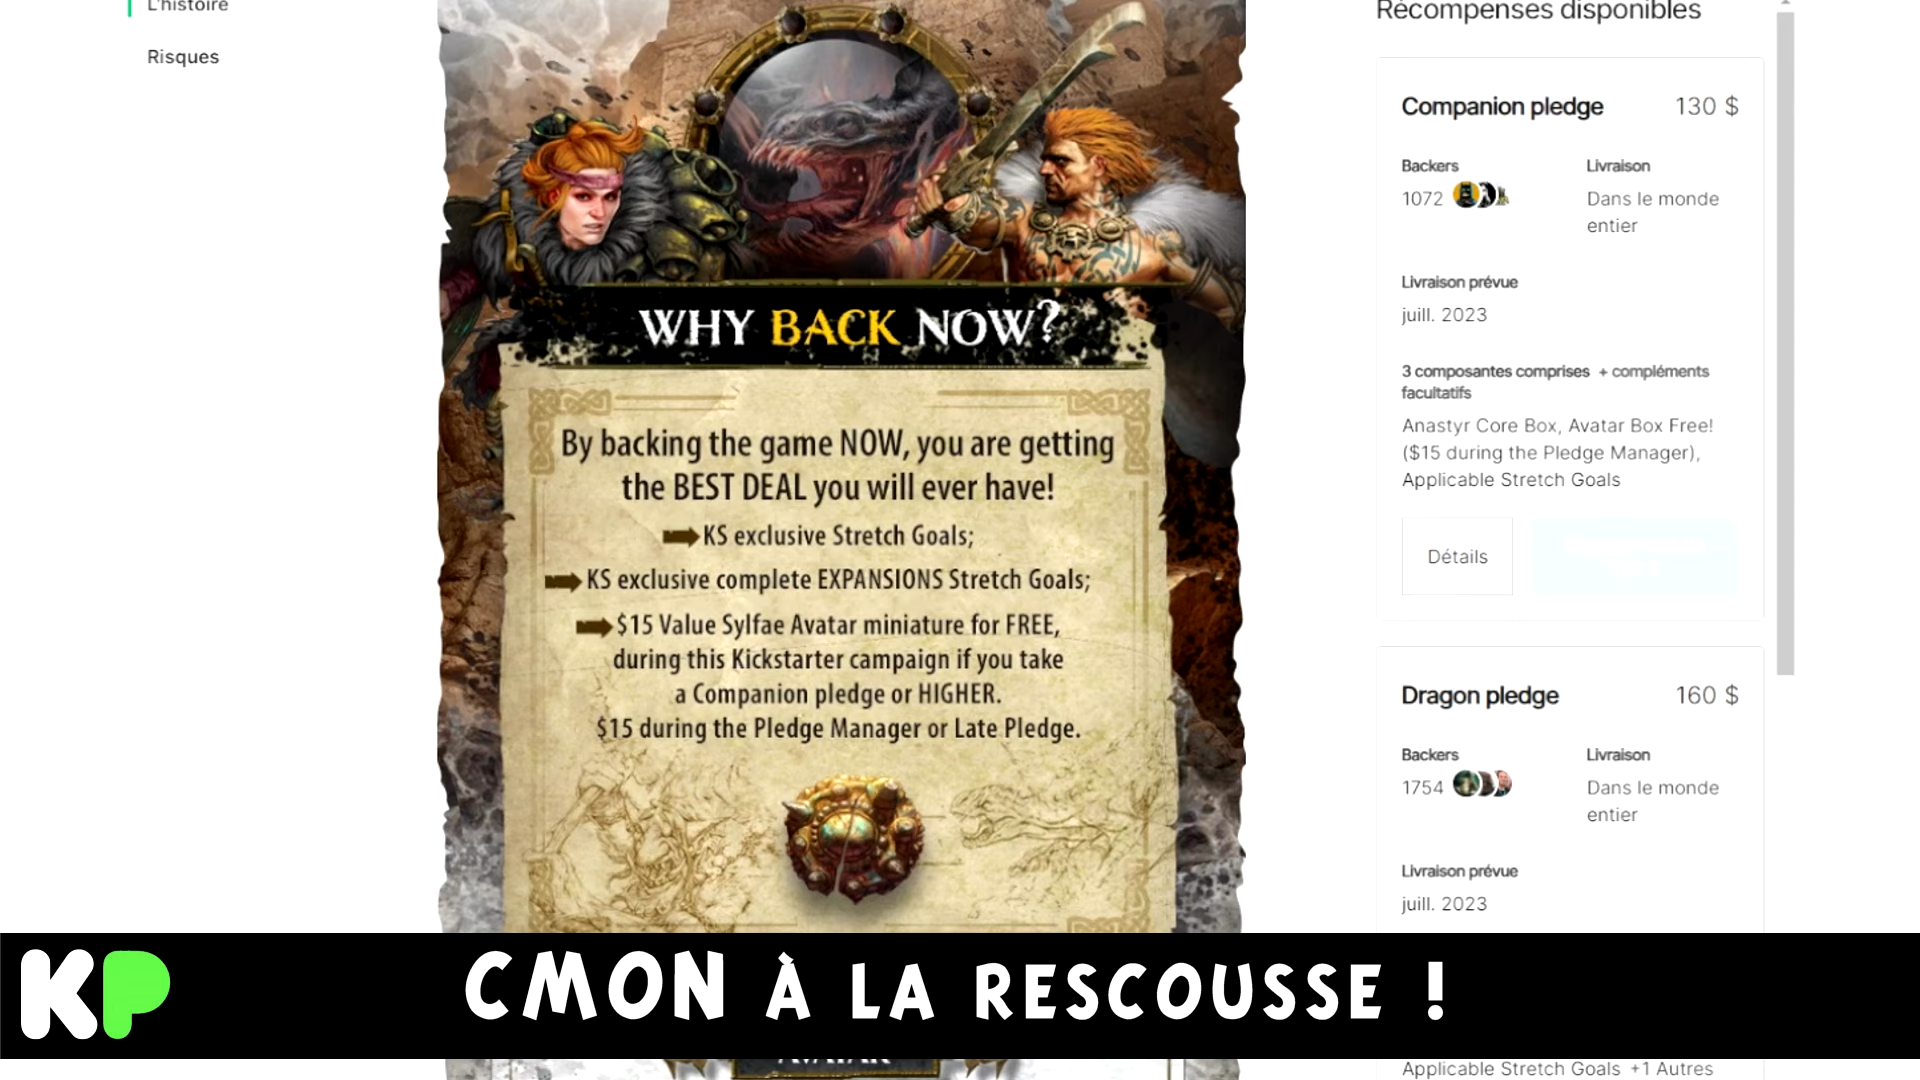 L'histoire
Risques
WHY BACK NOW?
By backing the game NOW, you are getting
the BEST DEAL you will ever have!
KS exclusive Stretch Goals;
KS exclusive complete EXPANSIONS Stretch Goals;
$15 Value Sylfae Avatar miniature for FREE,
during this Kickstarter campaign if you take
a Companion pledge or HIGHER.
$15 during the Pledge Manager or Late Pledge.
Récompenses disponibles
Companion pledge 130 $
Backers Livraison
1072 Dans le monde
entier
Livraison prévue
juill. 2023
3 composantes comprises + compléments
facultatifs
Anastyr Core Box, Avatar Box Free!
($15 during the Pledge Manager),
Applicable Stretch Goals
Détails
Dragon pledge 160 $
Backers Livraison
1754 Dans le monde
entier
Livraison prévue
juill. 2023
KP CMON À LA RESCOUSSE !
Applicable Stretch Goals +1 Autres